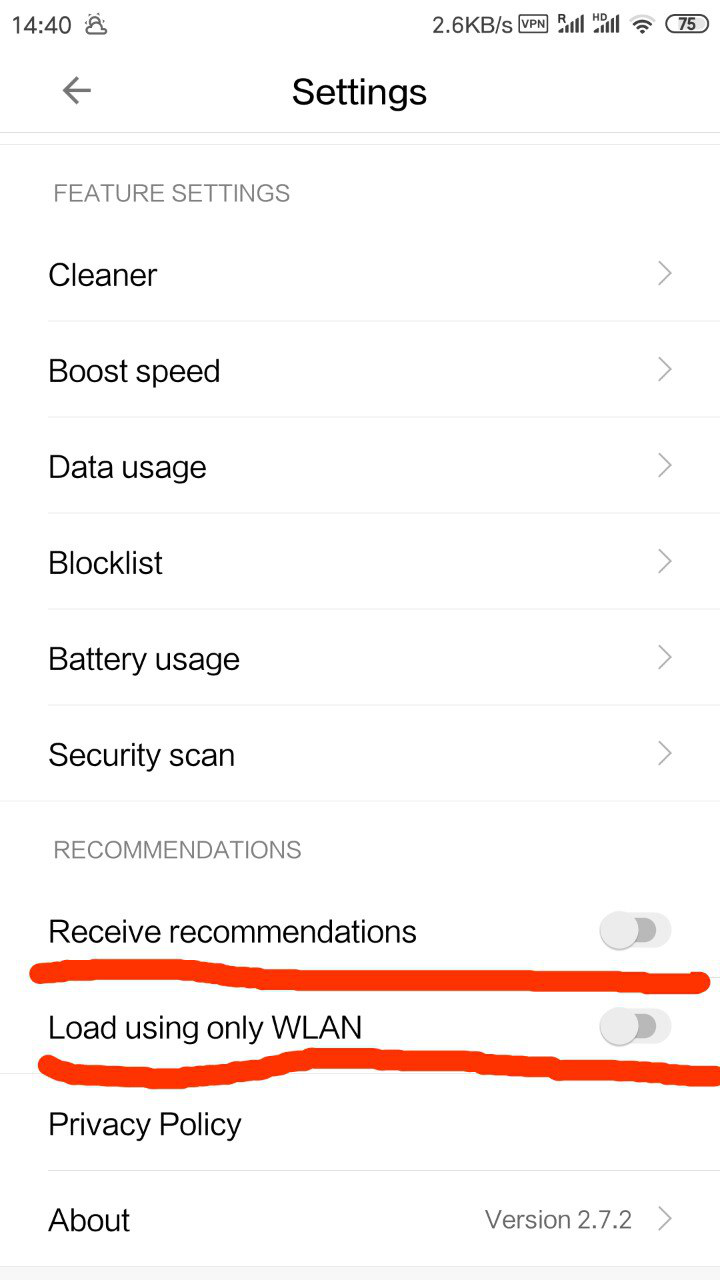 14:40 2.6KB/s VPN R HD 75
Settings
FEATURE SETTINGS
Cleaner
Boost speed
Data usage
Blocklist
Battery usage
Security scan
RECOMMENDATIONS
Receive recommendations
Load using only WLAN
Privacy Policy
About Version 2.7.2